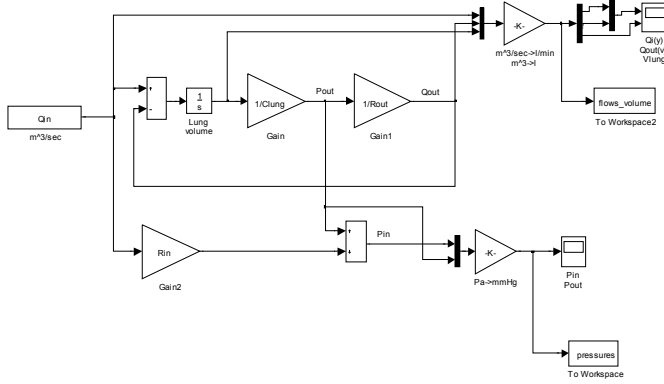 -K-
m^3/sec->l/min
m^3->l
Qi(y)
Qout(v
Vlung
+
-
1
s
Lung
volume
1/Clung
Gain
Pout
1/Rout
Gain1
Qout
flows_volume
To Workspace2
Qin
m^3/sec
Rin
Gain2
+
+
Pin
-K-
Pa->mmHg
Pin
Pout
pressures
To Workspace